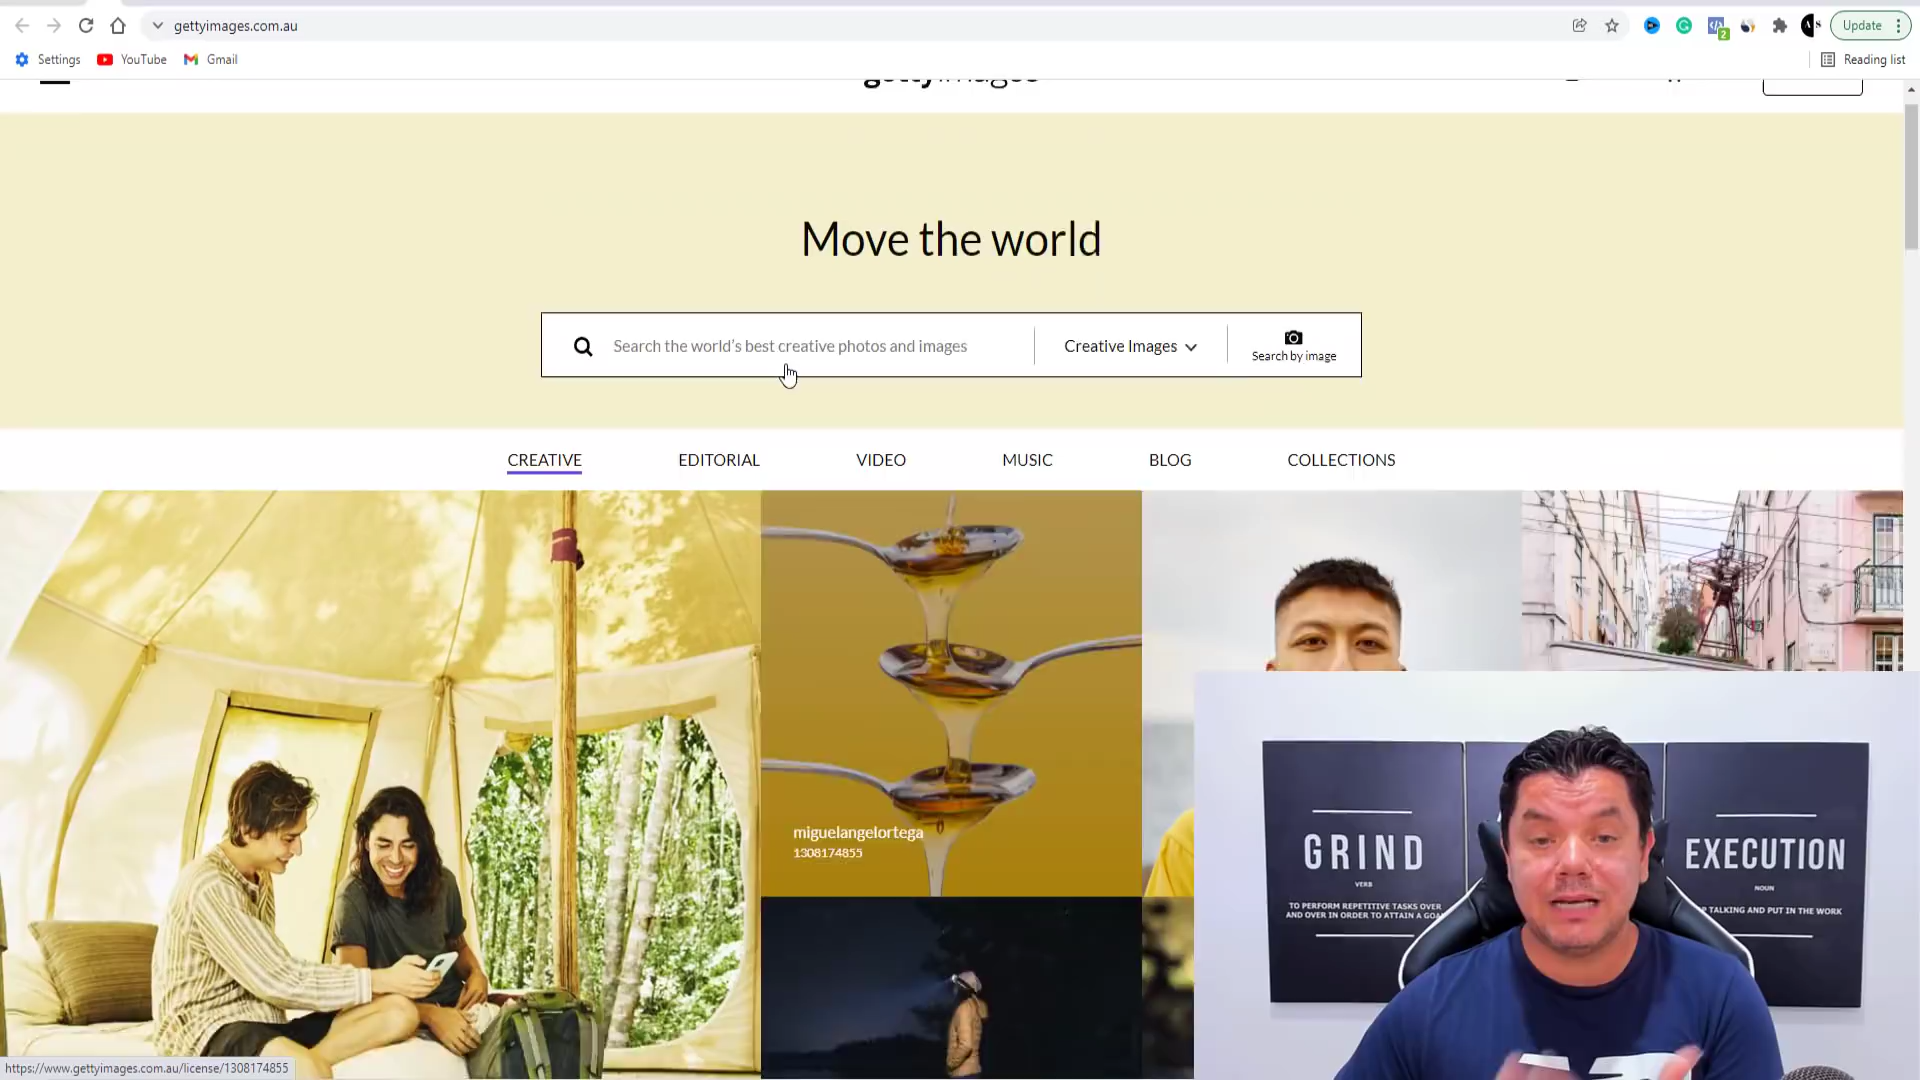 gettyimages.com.au
Update
Settings
YouTube
Gmail
Reading list
gettyimages
Move the world
Search the world's best creative photos and images
Creative Images
Search by image
CREATIVE
EDITORIAL
VIDEO
MUSIC
BLOG
COLLECTIONS
miguelangelortega
1308174855
GRIND
VERB
TO PERFORM REPETITIVE TASKS OVER
AND OVER IN ORDER TO ATTAIN A
EXECUTION
NOUN
TALKING AND PUT IN THE WORK
https://www.gettyimages.com.au/license/1308174855